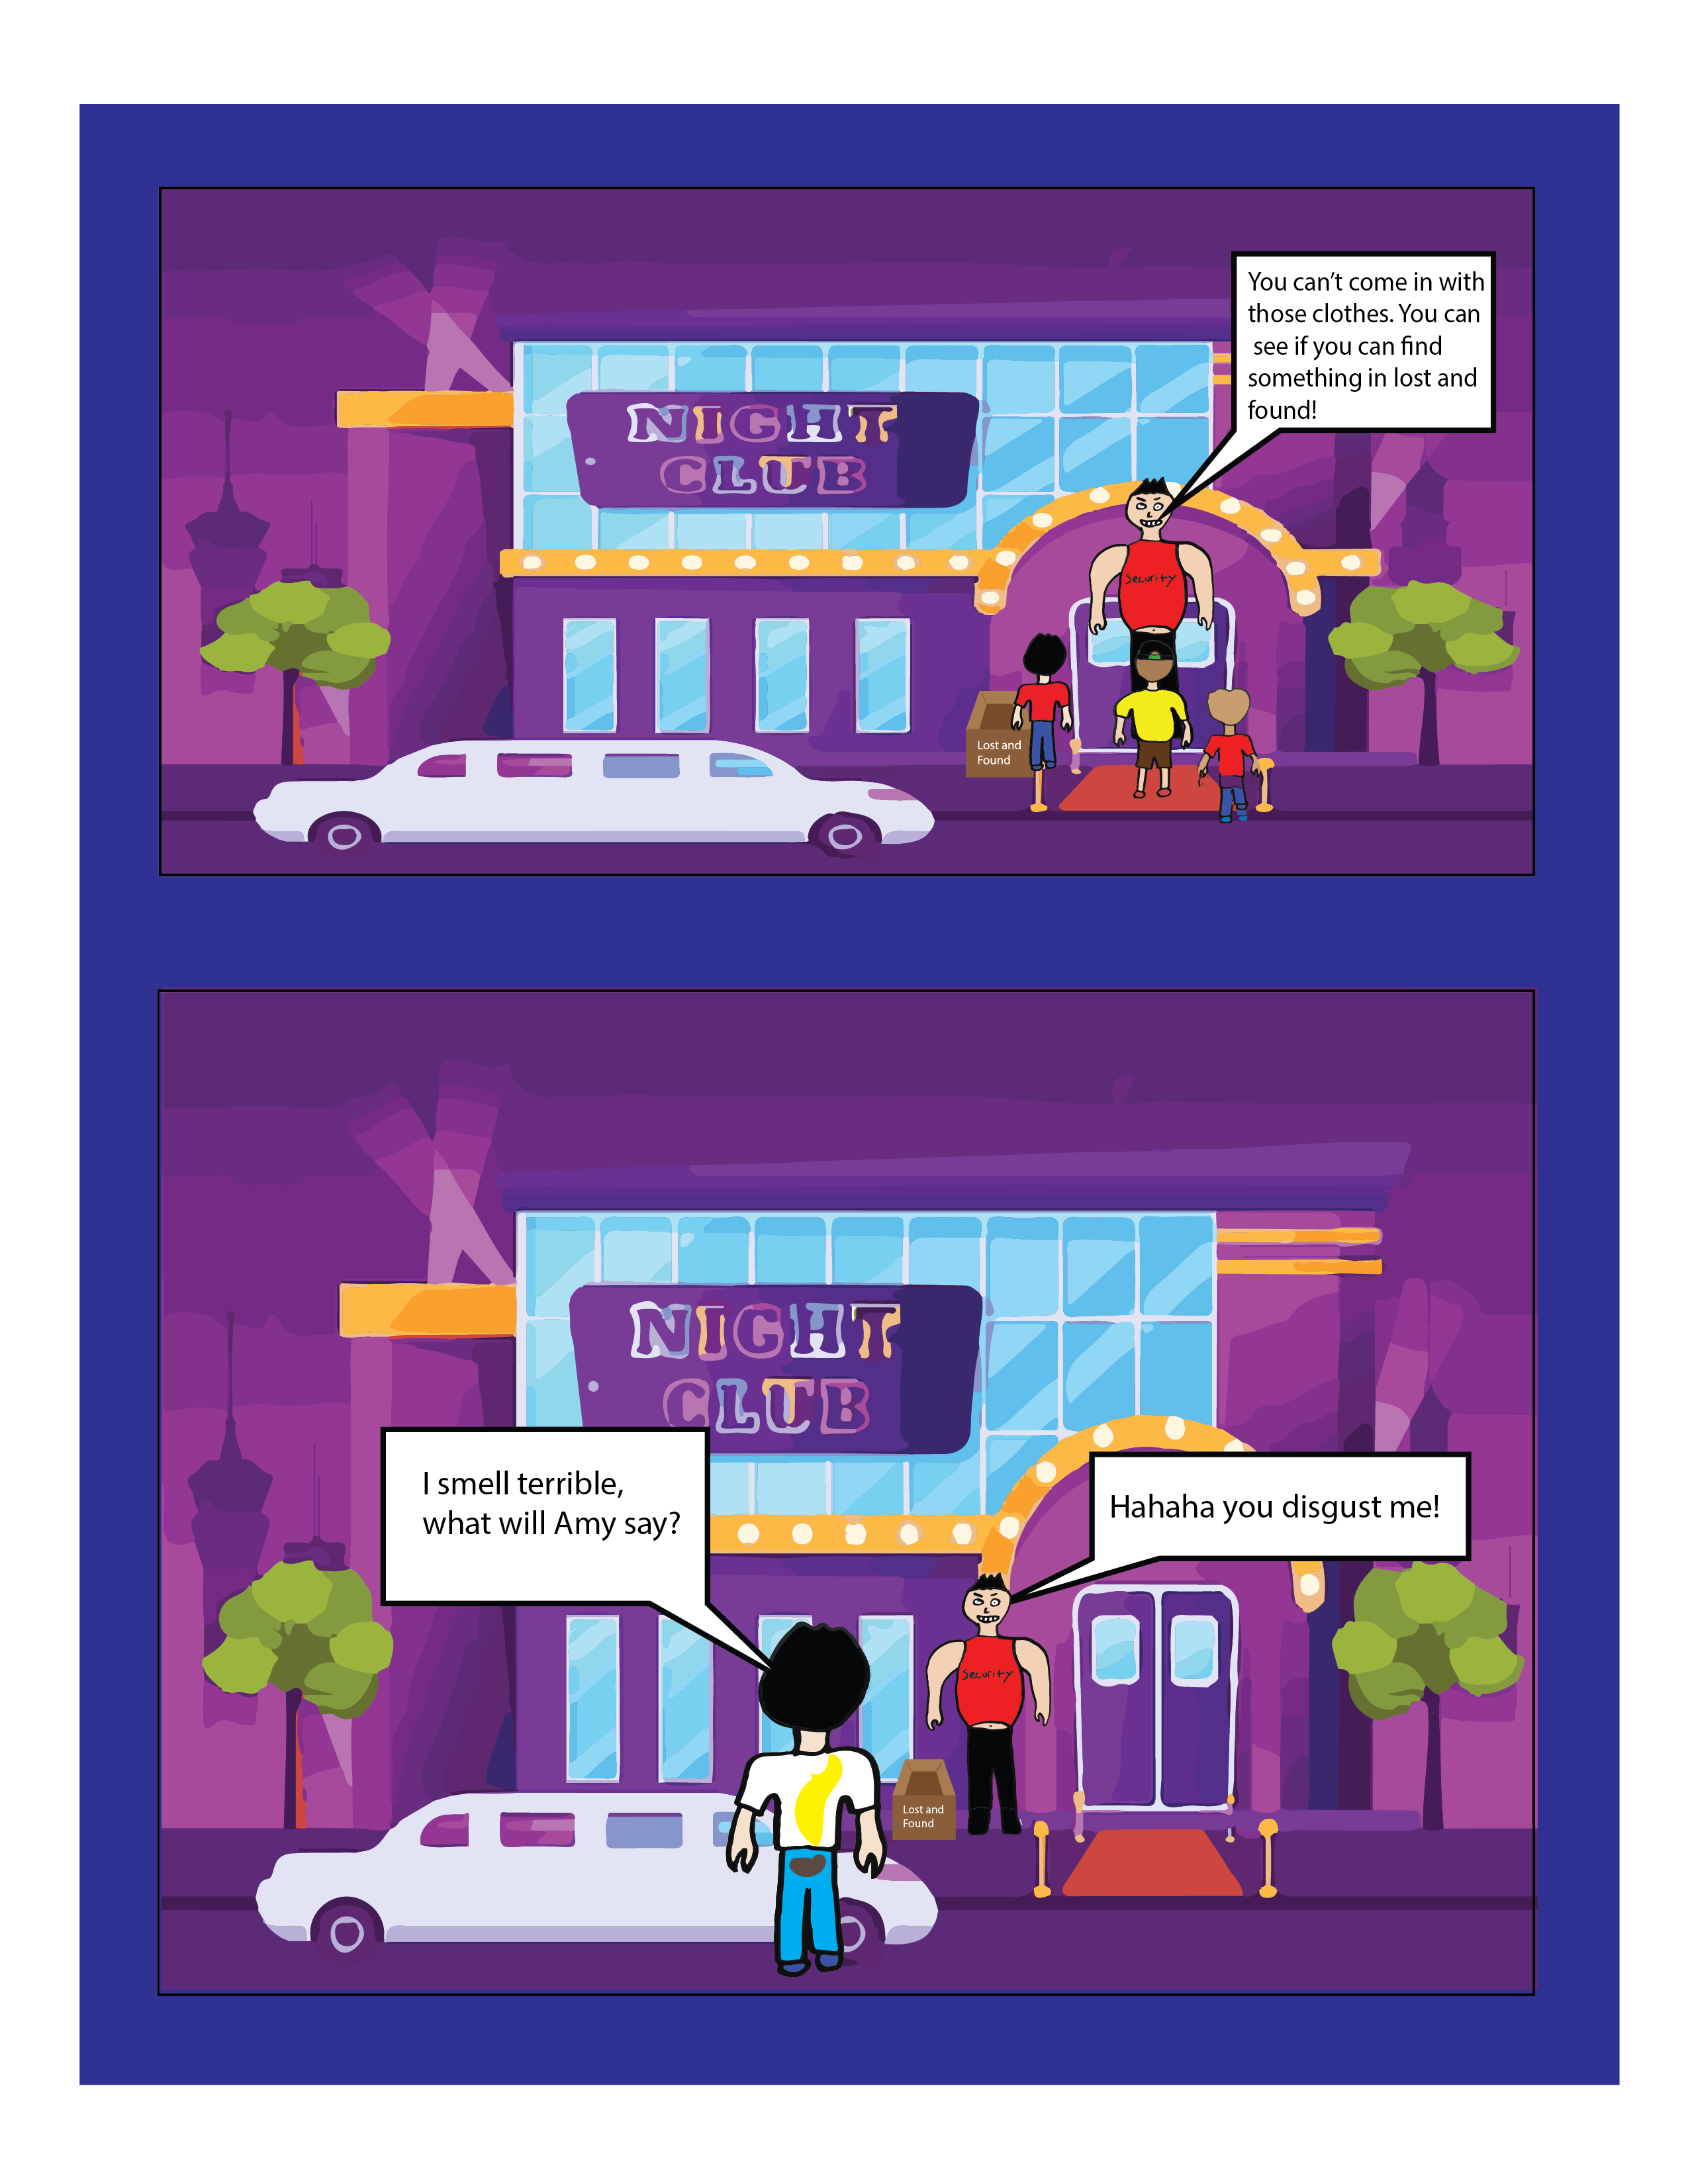 You can't come in with
those clothes. You can
see if you can find
something in lost and
found!
NIGHT
CLUB
Security
Lost and
Found
NIGHT
CLUB
I smell terrible,
what will Amy say?
Hahaha you disgust me!
Security
Lost and
Found